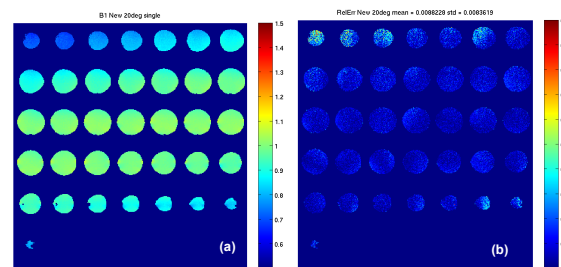 B1 New 20deg single
1.5
1.4
1.3
1.2
1.1
1
0.9
0.8
0.7
0.6
(a)
RelErr New 20deg mean = 0.0088228 std = 0.0083619
(b)